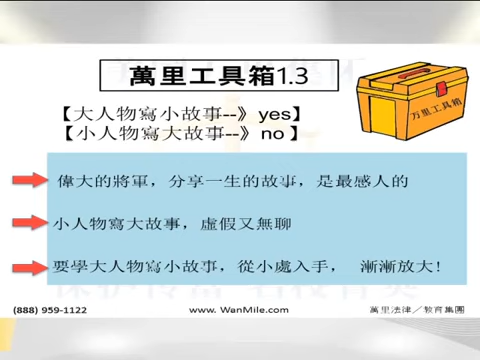 萬里工具箱1.3
万里工具箱
【大人物寫小故事--》yes】
【小人物寫大故事--》no】
偉大的將軍，分享一生的故事，是最感人的
小人物寫大故事，虛假又無聊
要學大人物寫小故事，從小處入手， 漸漸放大!
(888) 959-1122
www. WanMile.com
萬里法律／教育集團